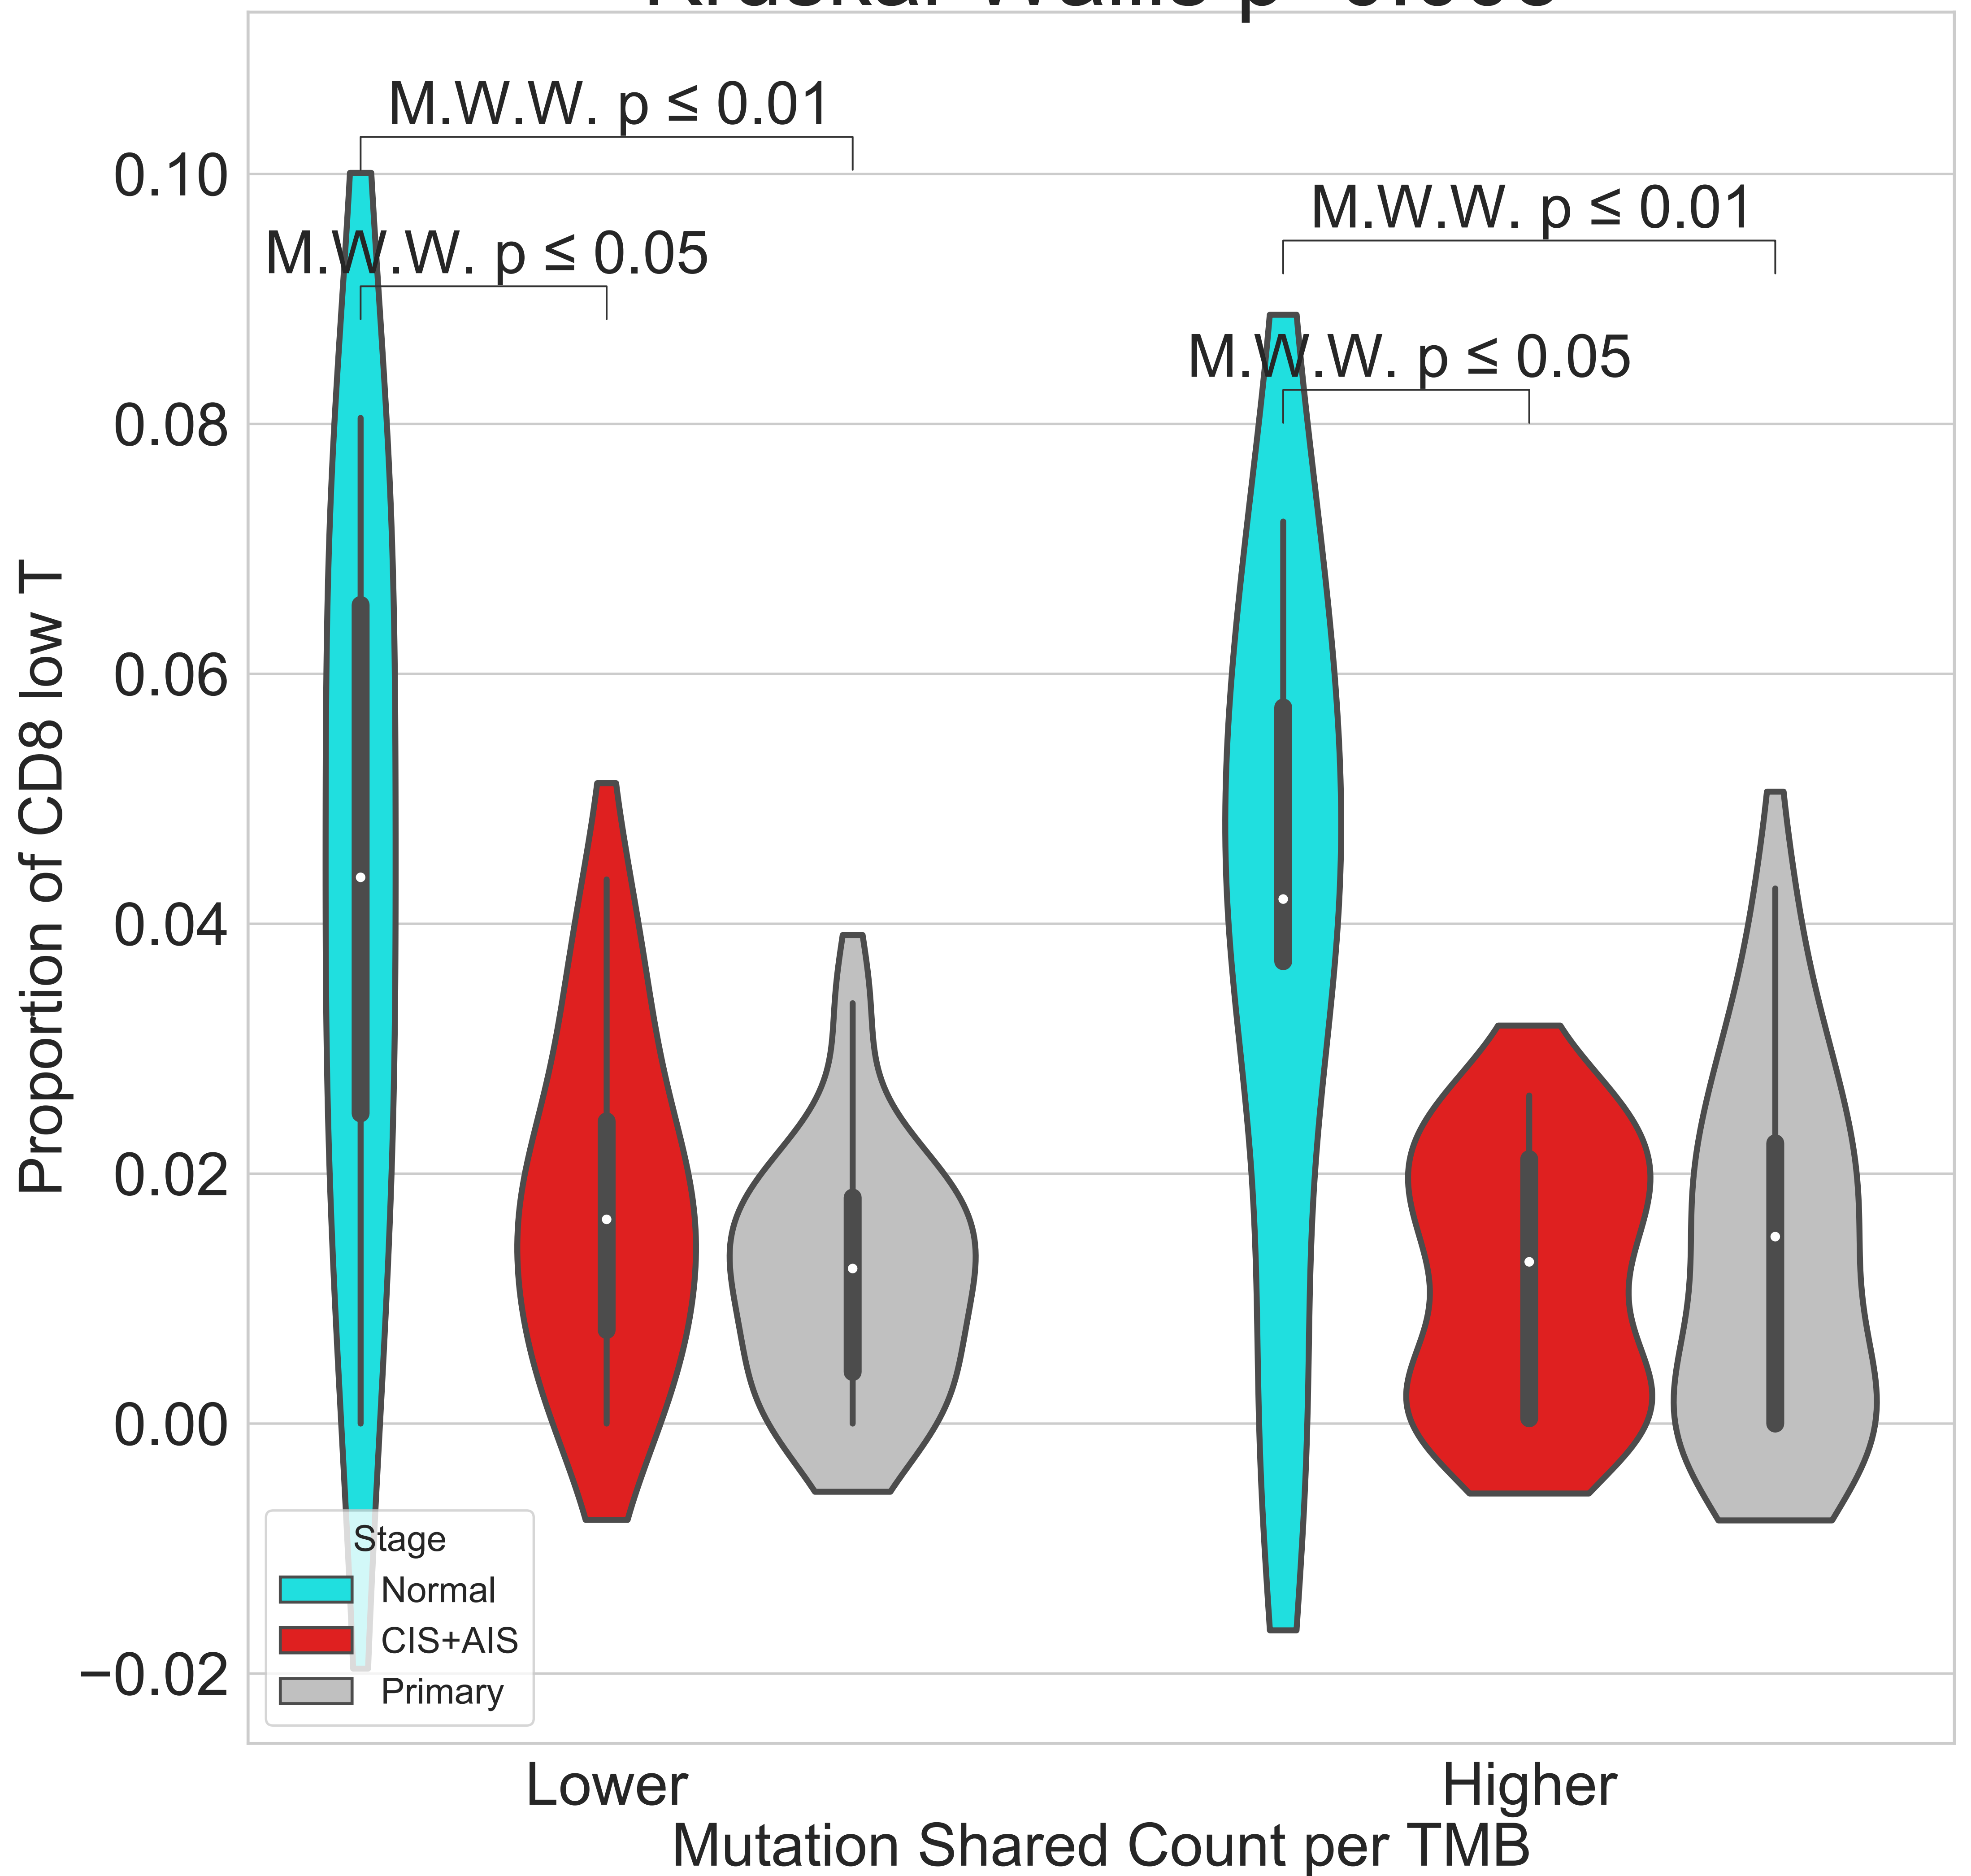 M.W.W. p ≤ 0.01
M.W.W. p ≤ 0.01
M.W.W. p ≤ 0.05
M.W.W. p ≤ 0.05
0.10
0.08
0.06
0.04
0.02
0.00
−0.02
Proportion of CD8 low T
Stage
Normal
CIS+AIS
Primary
Lower
Higher
Mutation Shared Count per TMB